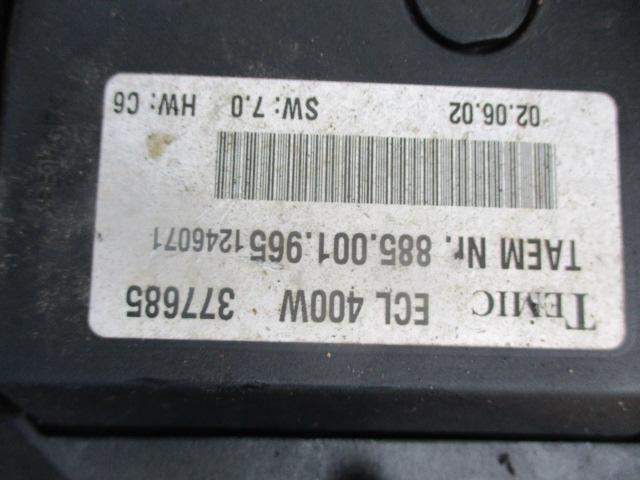 TEMIC ECL 400W 377685
TAEM Nr. 885.001.965 1246071
02.06.02 SW: 7.0 HW: C6